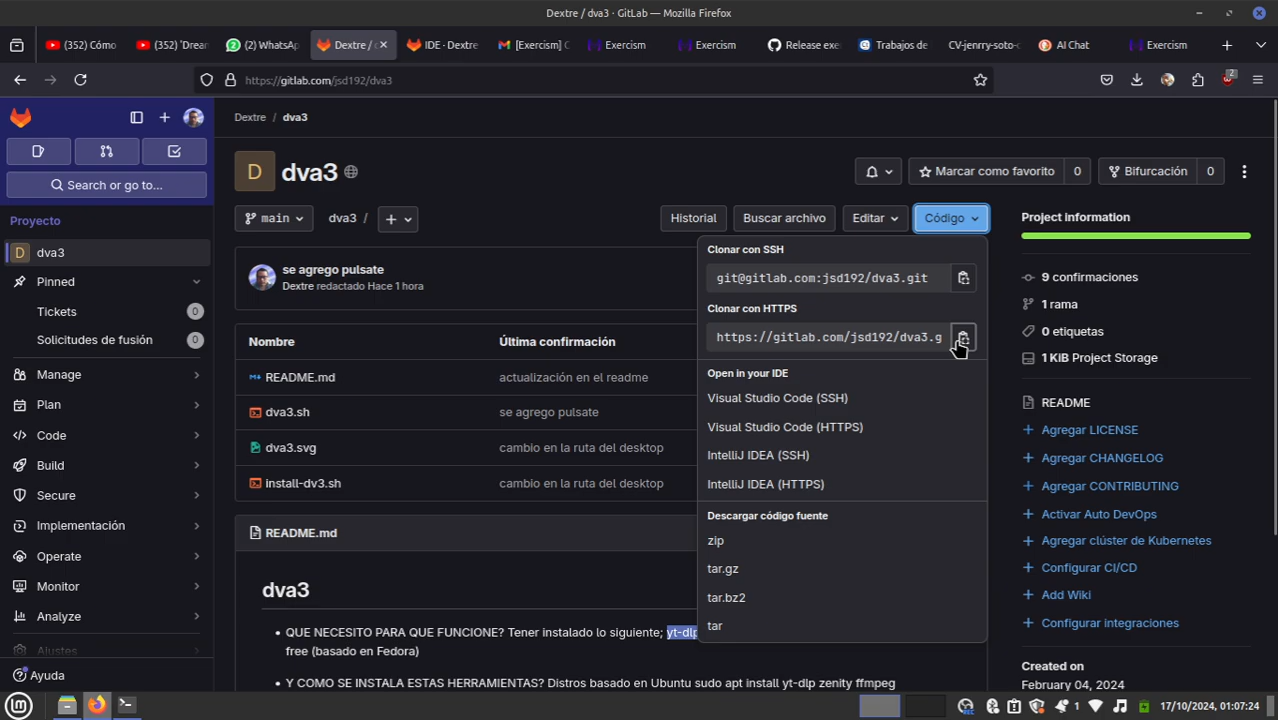 Dextre / dva3 · GitLab — Mozilla Firefox
(352) Cómo
(352) 'Drear
(2) WhatsAp
Dextre / c
IDE · Dextre
[Exercism] C
Exercism
Exercism
Release exe
Trabajos de
CV-jenrry-soto-
AI Chat
Exercism
https://gitlab.com/jsd192/dva3
2
Dextre / dva3
D dva3
Marcar como favorito 0
Bifurcación 0
Search or go to...
main
dva3 /
Historial
Buscar archivo
Editar
Código
Project information
Proyecto
D dva3
Pinned
Tickets 0
Solicitudes de fusión 0
Manage
Plan
Code
Build
Secure
Implementación
Operate
Monitor
Analyze
Ajustes
Ayuda
se agrego pulsate
Dextre redactado Hace 1 hora
Nombre Última confirmación
README.md actualización en el readme
dva3.sh se agrego pulsate
dva3.svg cambio en la ruta del desktop
install-dv3.sh cambio en la ruta del desktop
README.md
dva3
• QUE NECESITO PARA QUE FUNCIONE? Tener instalado lo siguiente; yt-dlp
free (basado en Fedora)
• Y COMO SE INSTALA ESTAS HERRAMIENTAS? Distros basado en Ubuntu sudo apt install yt-dlp zenity ffmpeg
Clonar con SSH
git@gitlab.com:jsd192/dva3.git
Clonar con HTTPS
https://gitlab.com/jsd192/dva3.g
Open in your IDE
Visual Studio Code (SSH)
Visual Studio Code (HTTPS)
IntelliJ IDEA (SSH)
IntelliJ IDEA (HTTPS)
Descargar código fuente
zip
tar.gz
tar.bz2
tar
9 confirmaciones
1 rama
0 etiquetas
1 KiB Project Storage
README
Agregar LICENSE
Agregar CHANGELOG
Agregar CONTRIBUTING
Activar Auto DevOps
Agregar clúster de Kubernetes
Configurar CI/CD
Add Wiki
Configurar integraciones
Created on
February 04, 2024
17/10/2024, 01:07:24